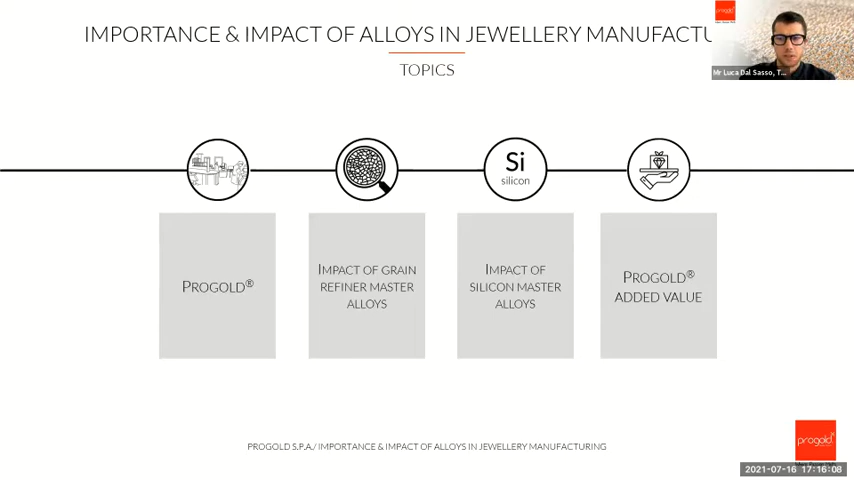 IMPORTANCE & IMPACT OF ALLOYS IN JEWELLERY MANUFACTU
TOPICS
progold
Mr Luca Dal Sasso, T...
Si
silicon
PROGOLD®
IMPACT OF GRAIN
REFINER MASTER
ALLOYS
IMPACT OF
SILICON MASTER
ALLOYS
PROGOLD®
ADDED VALUE
PROGOLD S.P.A./ IMPORTANCE & IMPACT OF ALLOYS IN JEWELLERY MANUFACTURING
progold
2021-07-16 17:16:08